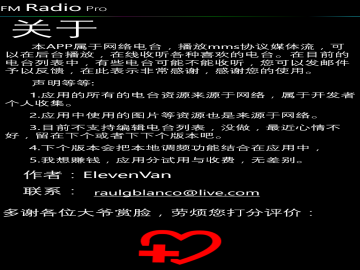 FM Radio Pro
关于
本APP属于网络电台，播放mms协议媒体流，可
以在后台播放，在线收听各种喜欢的电台。在目前的
电台列表中，有些电台可能不能收听，您可以发邮件
予以反馈，在此表示非常感谢，感谢您的使用。
声明等等:
1.应用的所有的电台资源来源于网络，属于开发者
个人收集。
2.应用中使用的图片等资源也是来源于网络。
3.目前不支持编辑电台列表，没做，最近心情不
好，留在下个或者下下个版本吧。
4.下个版本会把本地调频功能结合在应用中，
5.我想赚钱，应用分试用与收费，无差别。
作者：ElevenVan
联系： raulgblanco@live.com
多谢各位大爷赏脸，劳烦您打分评价：